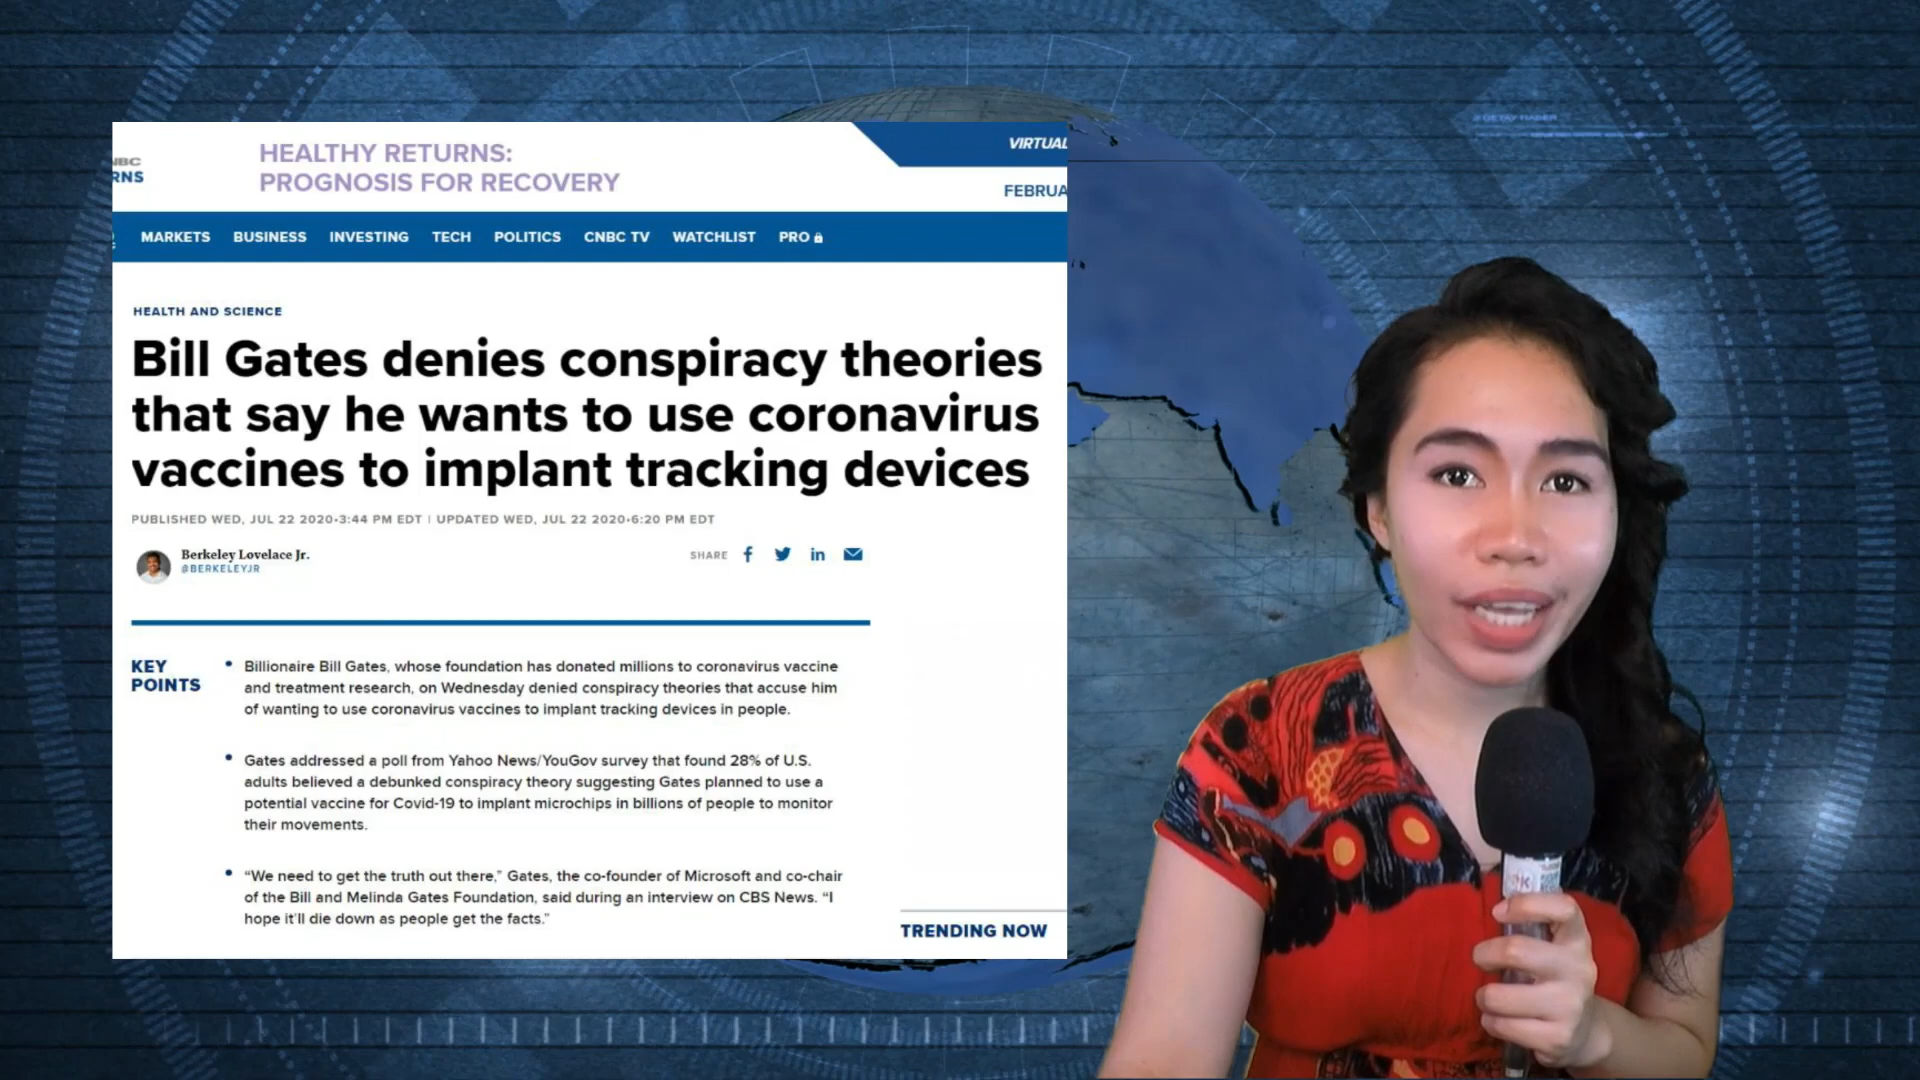 HEALTHY RETURNS:
PROGNOSIS FOR RECOVERY
VIRTUAL
RNS
MARKETS BUSINESS INVESTING TECH POLITICS CNBC TV WATCHLIST PRO
HEALTH AND SCIENCE
Bill Gates denies conspiracy theories
that say he wants to use coronavirus
vaccines to implant tracking devices
PUBLISHED WED, JUL 22 2020•3:44 PM EDT | UPDATED WED, JUL 22 2020•6:20 PM EDT
Berkeley Lovelace Jr.
@BERKELEYJR
SHARE
KEY
POINTS
• Billionaire Bill Gates, whose foundation has donated millions to coronavirus vaccine
and treatment research, on Wednesday denied conspiracy theories that accuse him
of wanting to use coronavirus vaccines to implant tracking devices in people.
• Gates addressed a poll from Yahoo News/YouGov survey that found 28% of U.S.
adults believed a debunked conspiracy theory suggesting Gates planned to use a
potential vaccine for Covid-19 to implant microchips in billions of people to monitor
their movements.
• “We need to get the truth out there,” Gates, the co-founder of Microsoft and co-chair
of the Bill and Melinda Gates Foundation, said during an interview on CBS News. “I
hope it’ll die down as people get the facts.”
TRENDING NOW